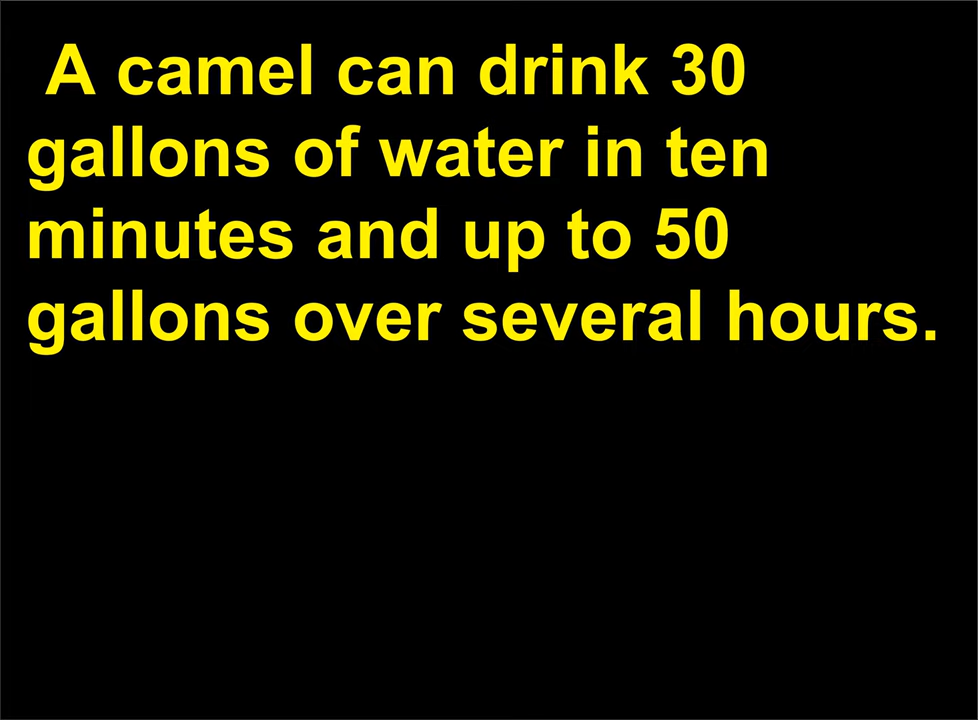 A camel can drink 30
gallons of water in ten
minutes and up to 50
gallons over several hours.